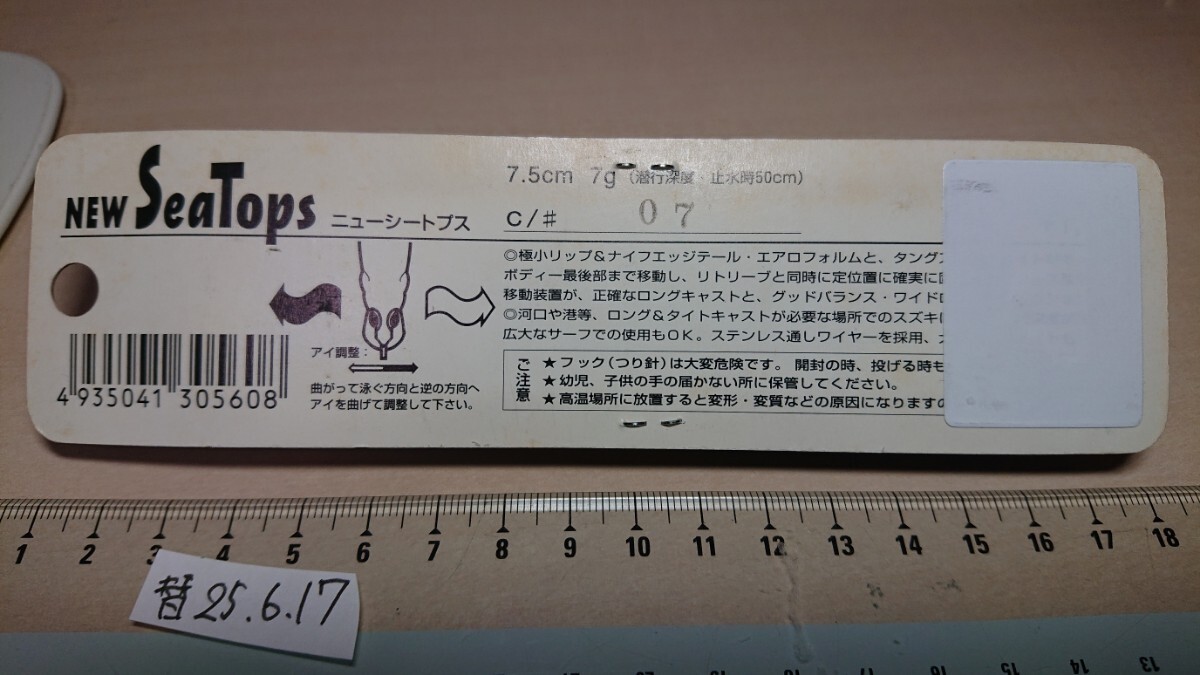 NEW SeaTops ニューシートプス
7.5cm 7g (潜行深度・止水時50cm)
C/# 07
◎極小リップ&ナイフエッジテール・エアロフォルムと、タング
ボディー最後部まで移動し、リトリーブと同時に定位置に確実に
移動装置が、正確なロングキャストと、グッドバランス・ワイド
◎河口や港等、ロング&タイトキャストが必要な場所でのスズキ
広大なサーフでの使用もOK。ステンレス通しワイヤーを採用、
ご注意
★フック(つり針)は大変危険です。開封の時、投げる時も
★幼児、子供の手の届かない所に保管してください。
★高温場所に放置すると変形・変質などの原因になりますの
アイ調整:
曲がって泳ぐ方向と逆の方向へ
アイを曲げて調整して下さい。
4 935041 305608
1 2 3 4 5 6 7 8 9 10 11 12 13 14 15 16 17 18
替25.6.17
15 14 13